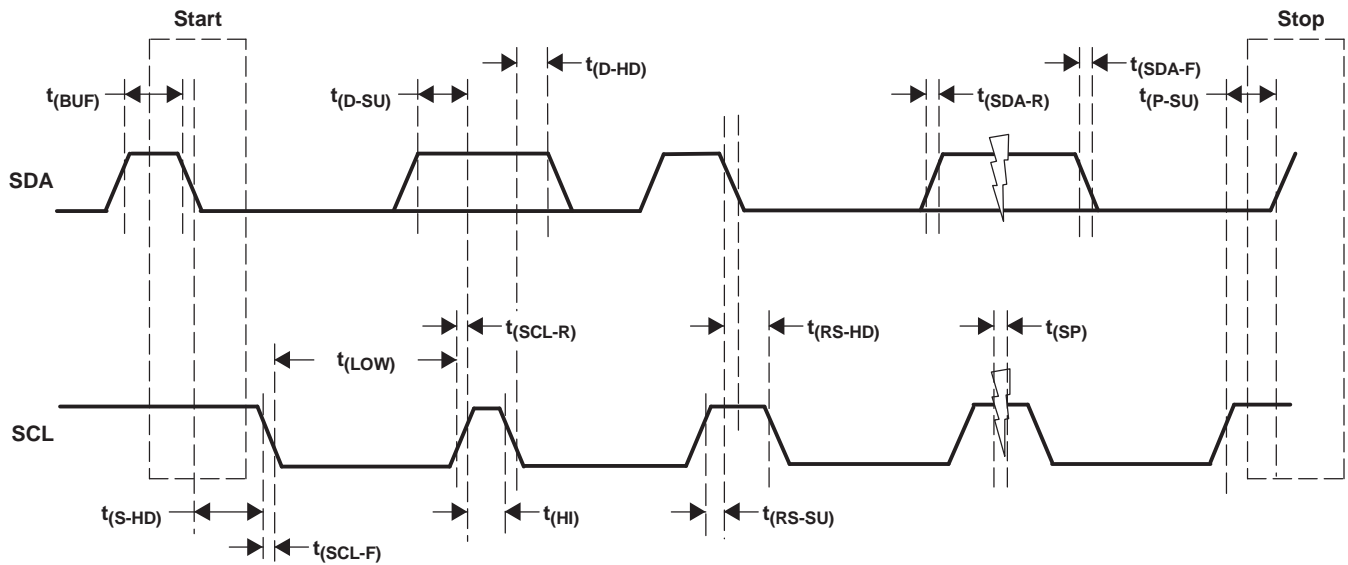 Start
Stop
t(BUF)
t(D-SU)
t(D-HD)
t(SDA-R)
t(SDA-F)
t(P-SU)
SDA
t(LOW)
t(SCL-R)
t(RS-HD)
t(SP)
SCL
t(S-HD)
t(SCL-F)
t(HI)
t(RS-SU)